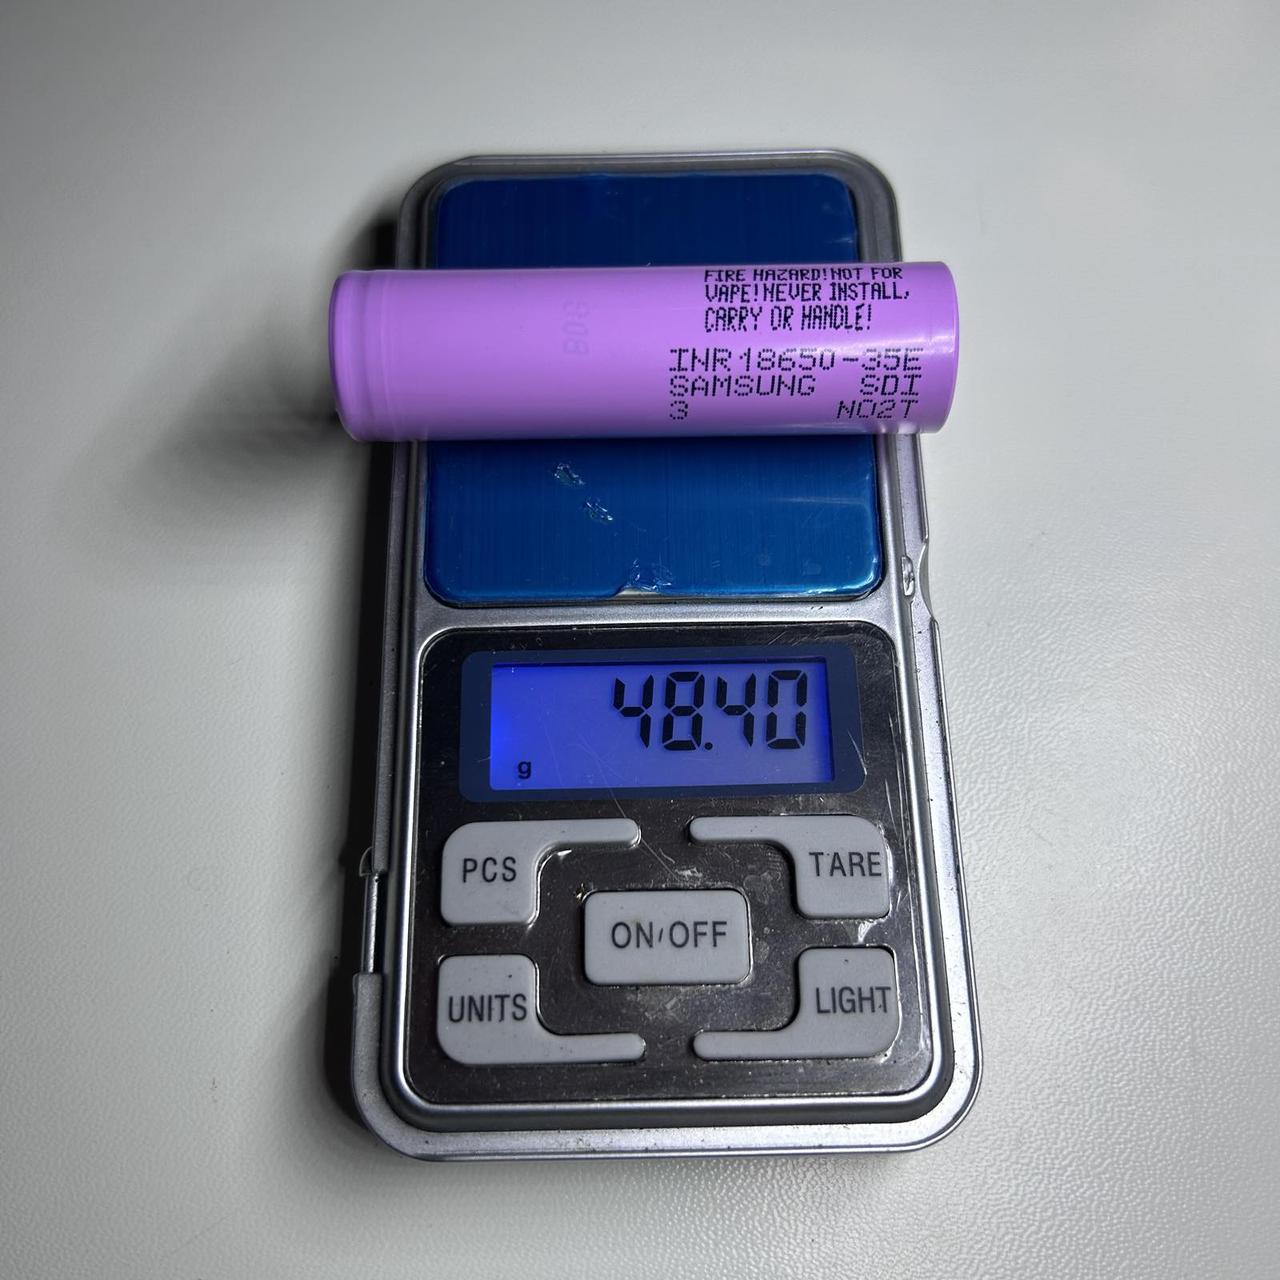 FIRE HAZARD!NOT FOR
VAPE!NEVER INSTALL,
CARRY OR HANDLE!
INR18650-35E
SAMSUNG SDI
3 N02T
48.40
g
PCS
TARE
ON/OFF
UNITS
LIGHT